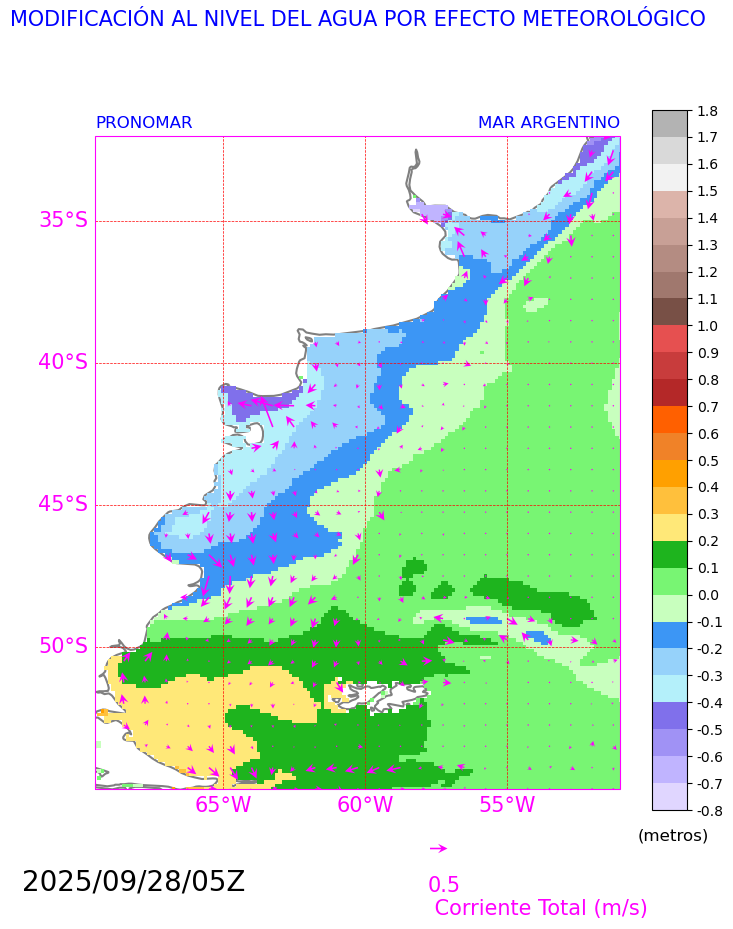 MODIFICACIÓN AL NIVEL DEL AGUA POR EFECTO METEOROLÓGICO
PRONOMAR
MAR ARGENTINO
1.8
1.7
1.6
1.5
1.4
1.3
1.2
1.1
1.0
0.9
0.8
0.7
0.6
0.5
0.4
0.3
0.2
0.1
0.0
-0.1
-0.2
-0.3
-0.4
-0.5
-0.6
-0.7
-0.8
(metros)
35°S
40°S
45°S
50°S
65°W
60°W
55°W
2025/09/28/05Z
0.5
Corriente Total (m/s)